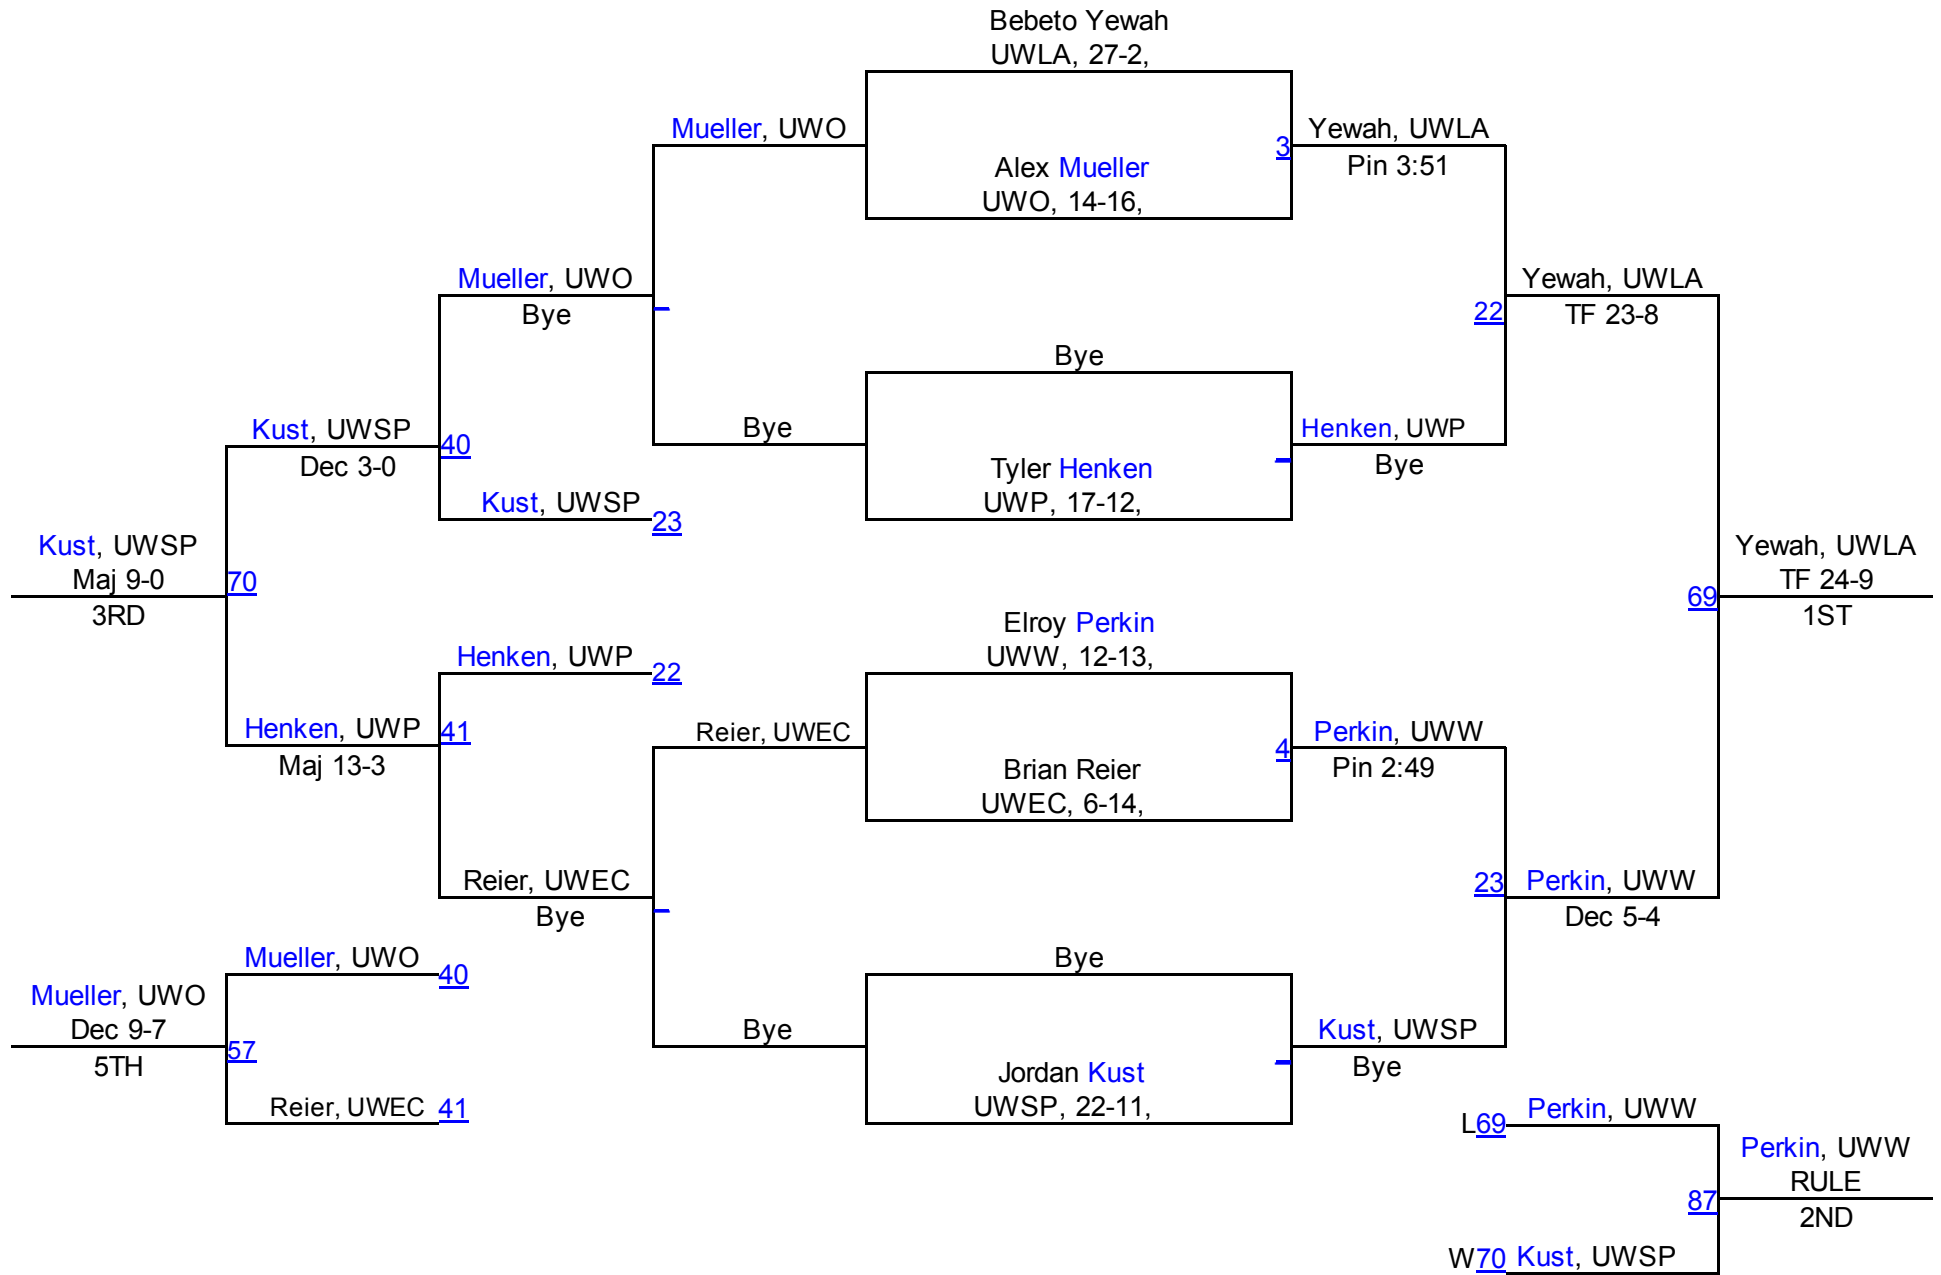 Bebeto Yewah
UWLA, 27-2,
Mueller, UWO
3
Yewah, UWLA
Pin 3:51
Alex Mueller
UWO, 14-16,
Mueller, UWO
Bye
Yewah, UWLA
22
TF 23-8
Bye
Kust, UWSP
40
Dec 3-0
Bye
Henken, UWP
Bye
Tyler Henken
UWP, 17-12,
Kust, UWSP
23
Kust, UWSP
Maj 9-0
70
3RD
Yewah, UWLA
TF 24-9
69
1ST
Elroy Perkin
UWW, 12-13,
Henken, UWP
22
Henken, UWP
41
Maj 13-3
Reier, UWEC
4
Perkin, UWW
Pin 2:49
Brian Reier
UWEC, 6-14,
Reier, UWEC
Bye
23
Perkin, UWW
Dec 5-4
Mueller, UWO
40
Bye
Mueller, UWO
Dec 9-7
57
5TH
Bye
Kust, UWSP
Bye
Jordan Kust
UWSP, 22-11,
Reier, UWEC
41
L69
Perkin, UWW
Perkin, UWW
RULE
87
2ND
W70
Kust, UWSP